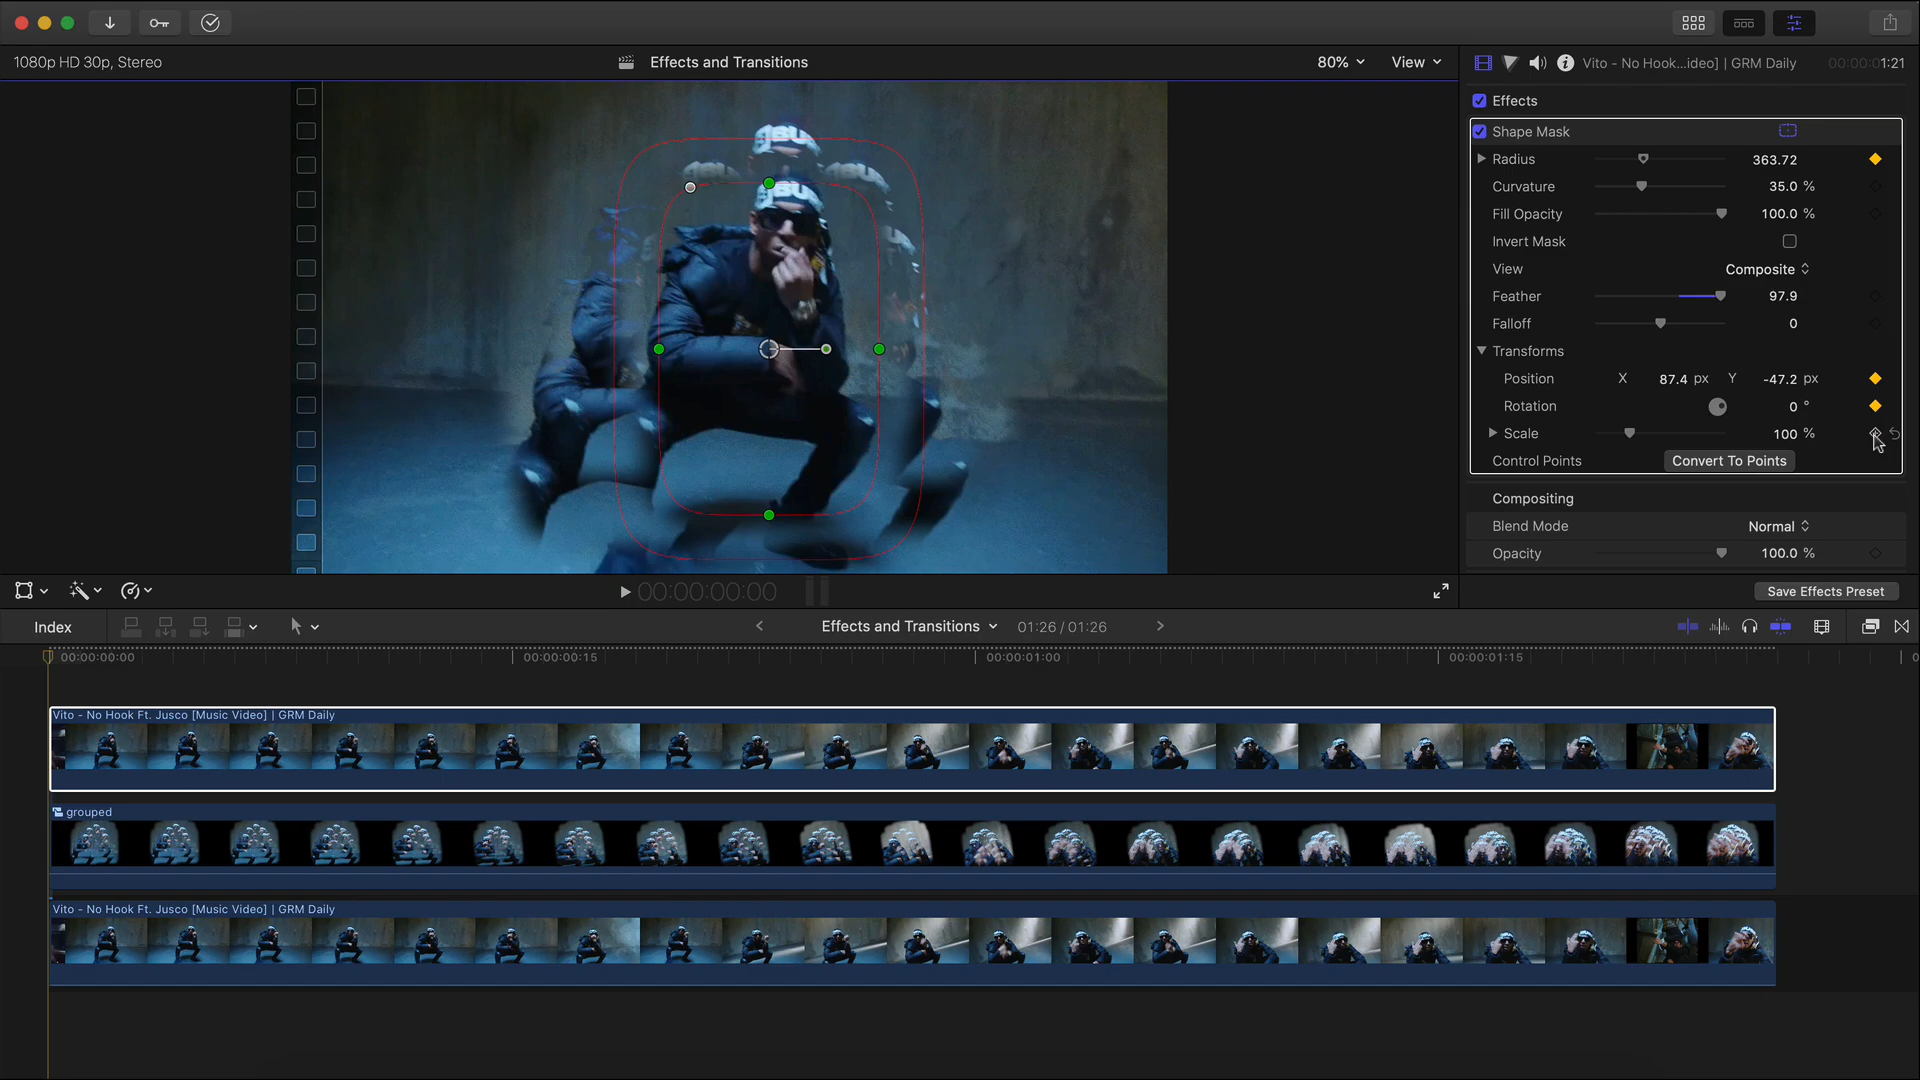 1080p HD 30p, Stereo
Effects and Transitions
80%
View
Vito - No Hook...ideo] | GRM Daily
00:00:01:21
Effects
Shape Mask
Radius
363.72
Curvature
35.0 %
Fill Opacity
100.0 %
Invert Mask
View
Composite
Feather
97.9
Falloff
0
Transforms
Position
X 87.4 px Y -47.2 px
Rotation
0 °
Scale
100 %
Control Points
Convert To Points
Compositing
Blend Mode
Normal
Opacity
100.0 %
00:00:00:00
Save Effects Preset
Index
Effects and Transitions
01:26 / 01:26
00:00:00:00
00:00:00:15
00:00:01:00
00:00:01:15
Vito - No Hook Ft. Jusco [Music Video] | GRM Daily
grouped
Vito - No Hook Ft. Jusco [Music Video] | GRM Daily